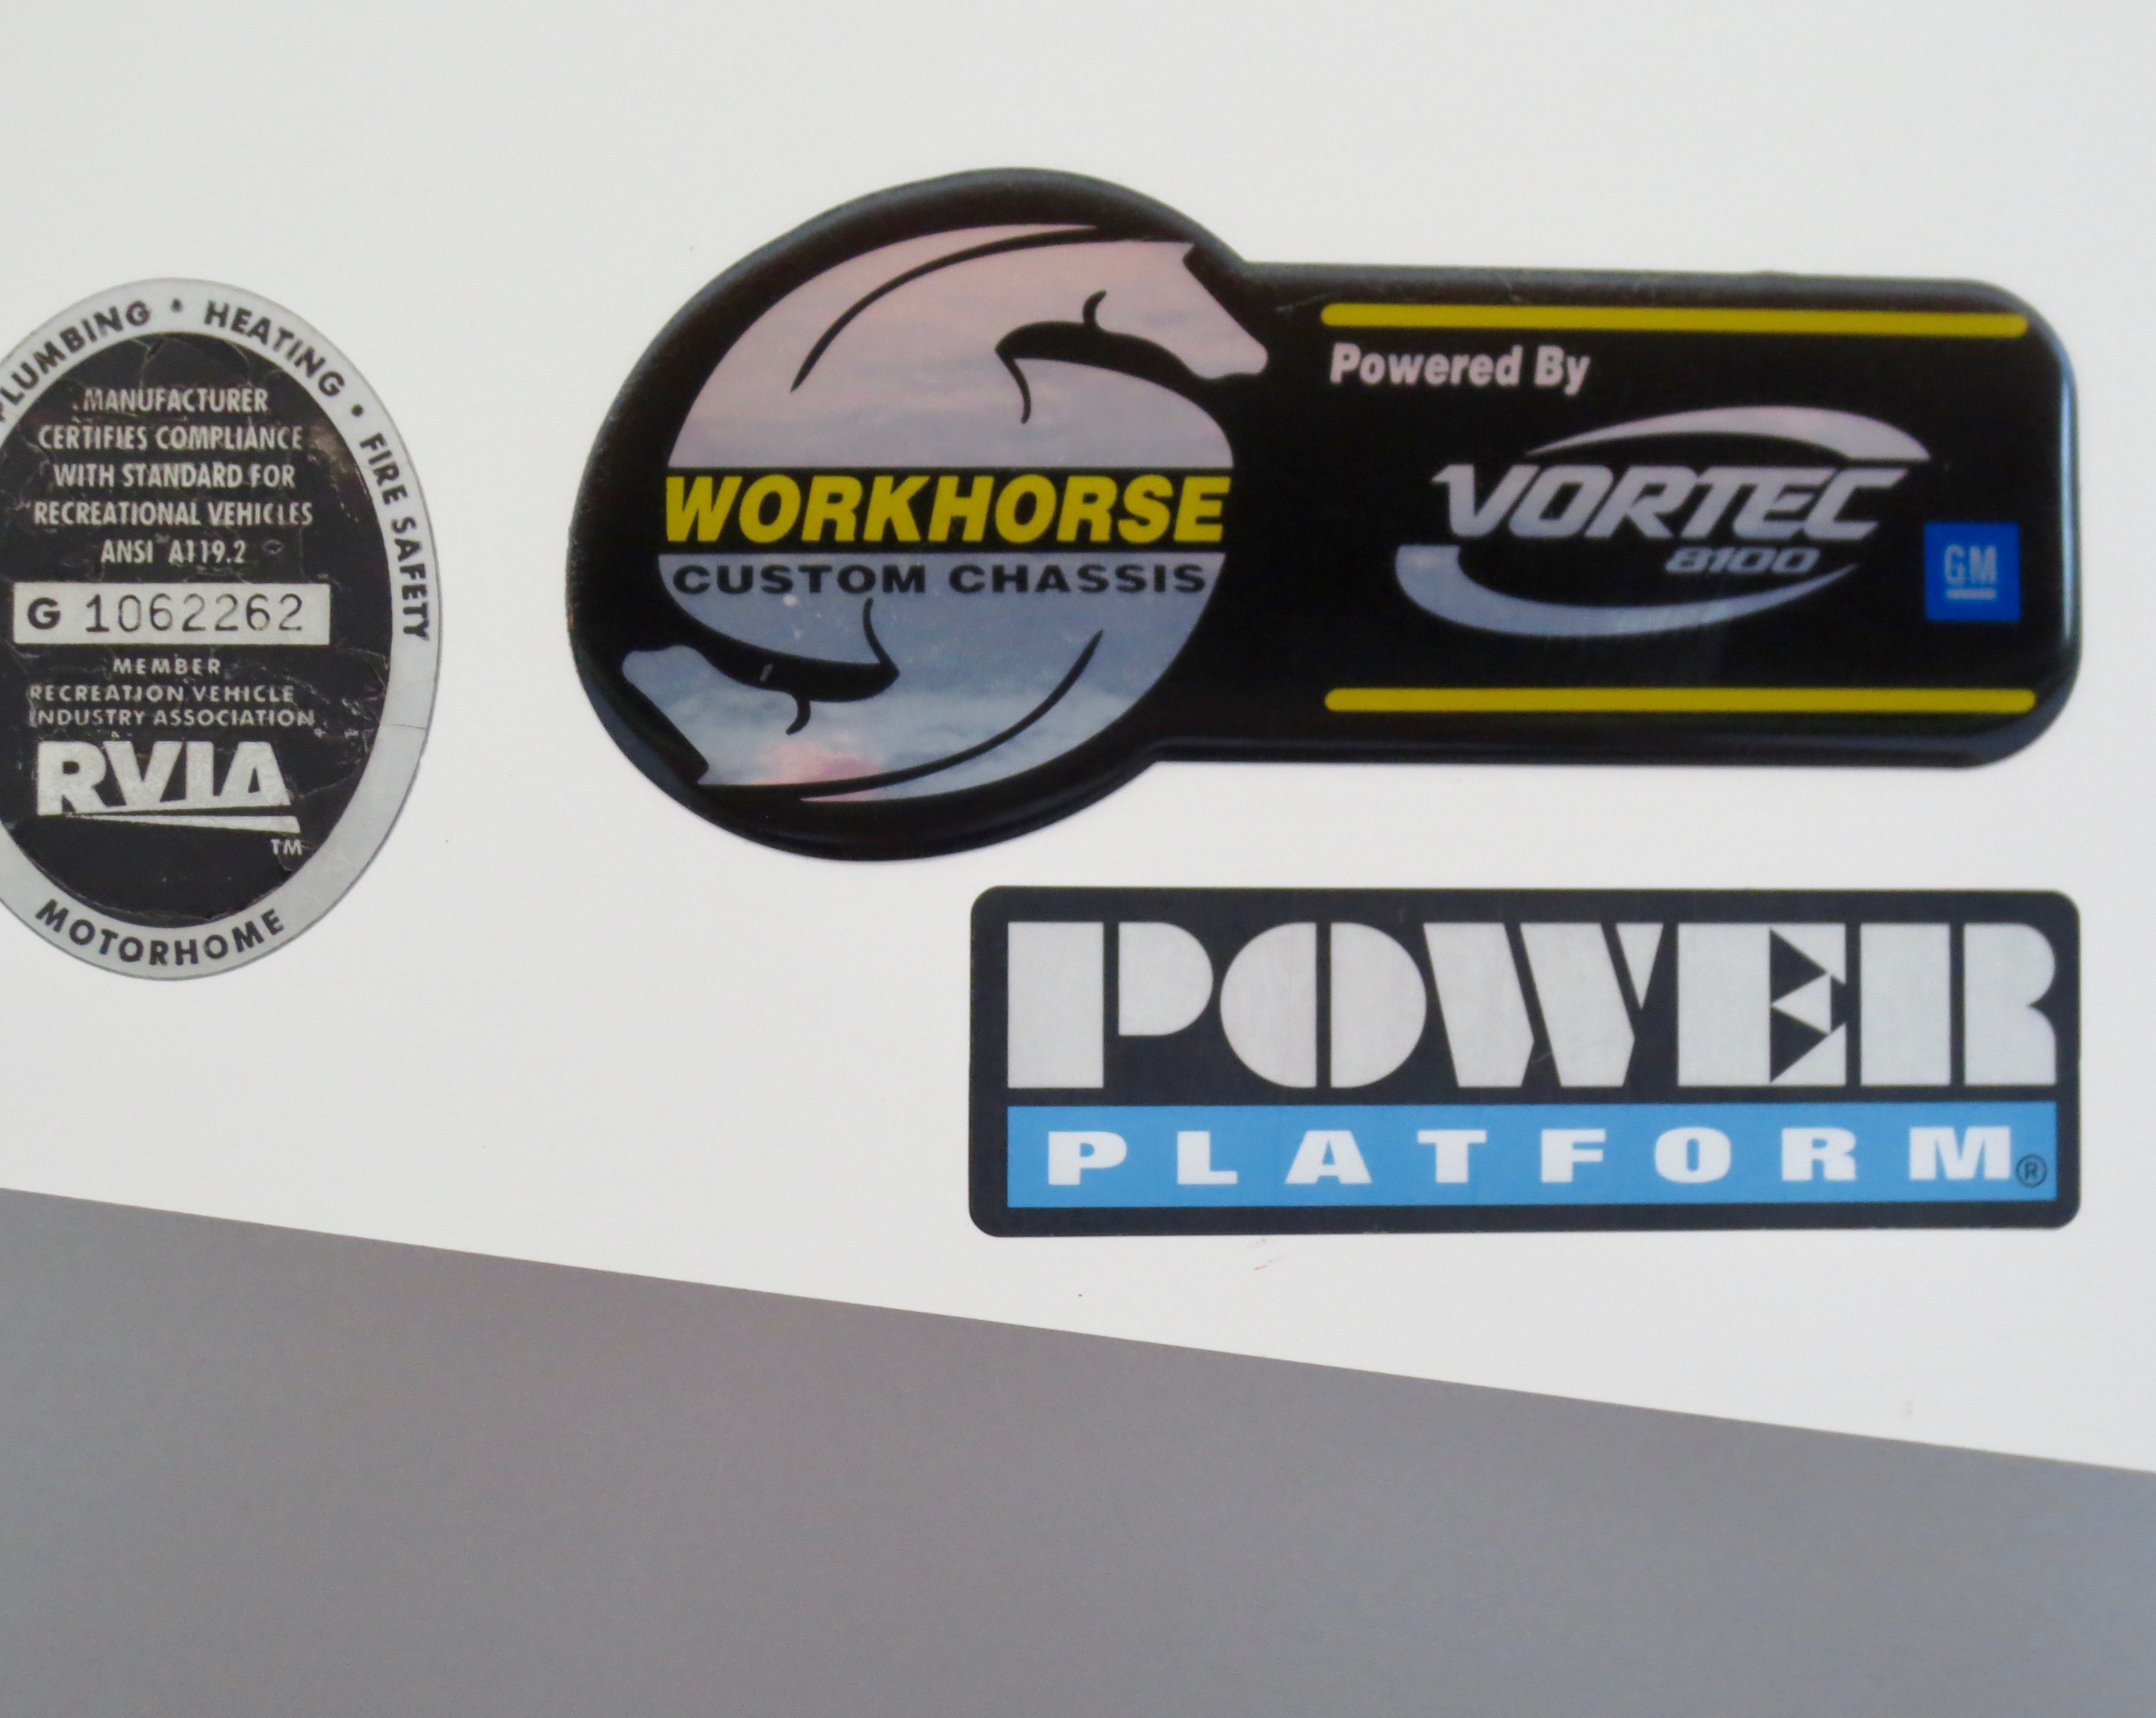 PLUMBING • HEATING • FIRE SAFETY
MANUFACTURER
CERTIFIES COMPLIANCE
WITH STANDARD FOR
RECREATIONAL VEHICLES
ANSI A119.2
G 1062262
MEMBER
RECREATION VEHICLE
INDUSTRY ASSOCIATION
RVIA
TM
MOTORHOME
WORKHORSE
CUSTOM CHASSIS
Powered By
VORTEC
8100
GM
POWER
PLATFORM®